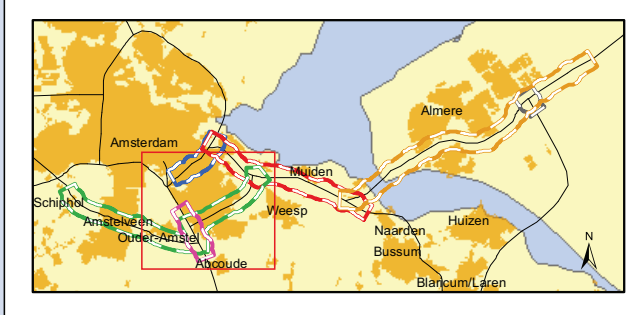 Almere
Amsterdam
Muiden
Schiphol
Weesp
Amstelveen
Huizen
Ouder-Amstel
Naarden
N
Bussum
Abcoude
Blaricum/Laren